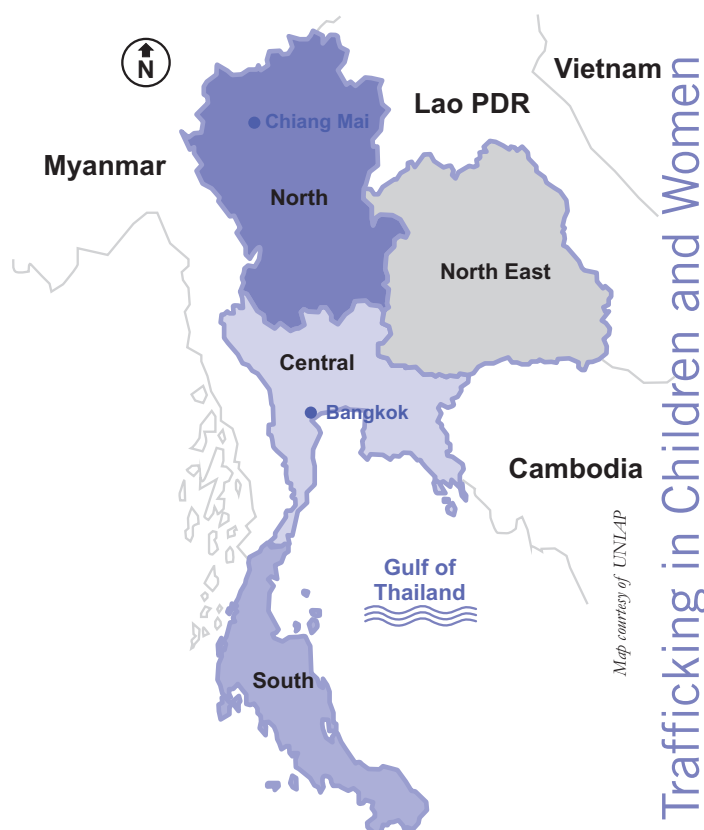 N
Vietnam
Lao PDR
Chiang Mai
Myanmar
North
North East
Central
Bangkok
Cambodia
Gulf of
Thailand
South
Map courtesy of UNIAP
Trafficking in Children and Women